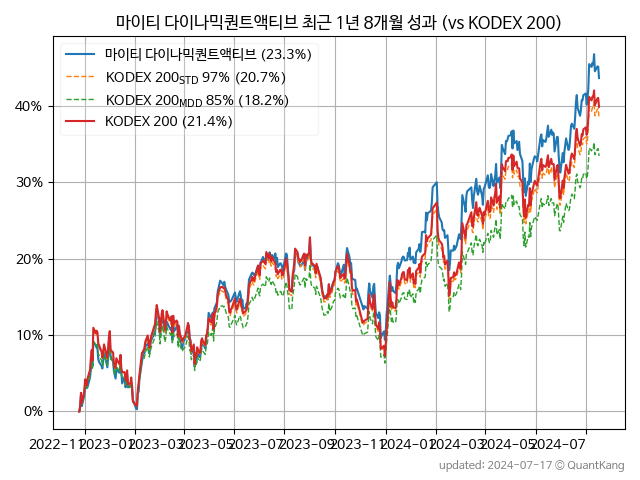 마이티 다이나믹퀀트액티브 최근 1년 8개월 성과 (vs KODEX 200)
마이티 다이나믹퀀트액티브 (23.3%)
KODEX 200STD 97% (20.7%)
KODEX 200MDD 85% (18.2%)
KODEX 200 (21.4%)
40%
30%
20%
10%
0%
2022-11 2023-01 2023-03 2023-05 2023-07 2023-09 2023-11 2024-01 2024-03 2024-05 2024-07
updated: 2024-07-17 © QuantKang